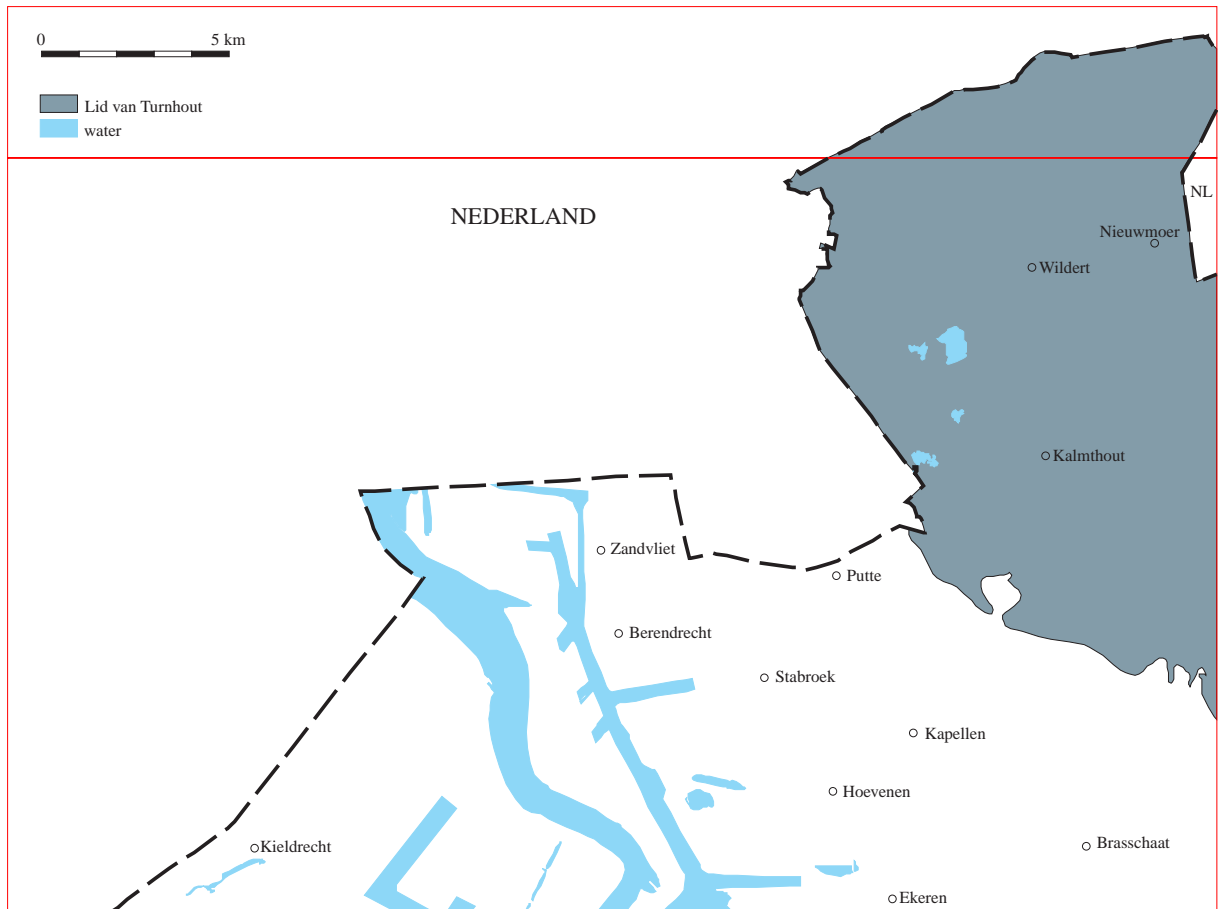 0 5 km
Lid van Turnhout
water
NEDERLAND
NL
Nieuwmoer
Wildert
Kalmthout
Zandvliet
Putte
Berendrecht
Stabroek
Kapellen
Hoevenen
Kieldrecht
Brasschaat
Ekeren